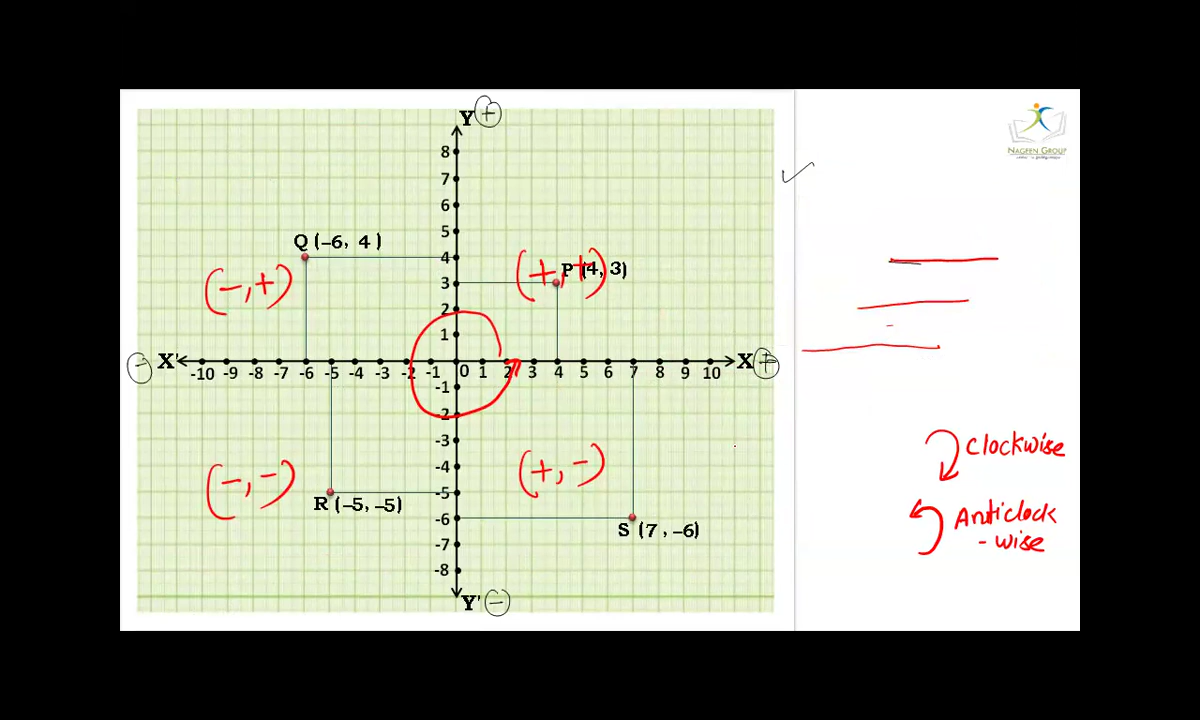 Y +
NAGEEN GROUP
8
7
6
5
4
3
2
1
Q (–6, 4 )
P (4, 3)
(-,+)
(+,+)
- X'
-10 -9 -8 -7 -6 -5 -4 -3 -2 -1 0 1 2 3 4 5 6 7 8 9 10
X +
-1
-2
-3
-4
-5
-6
-7
-8
(-,-)
(+,-)
R (–5, –5)
S (7 , –6)
Y' -
Clockwise
Anticlock
- wise